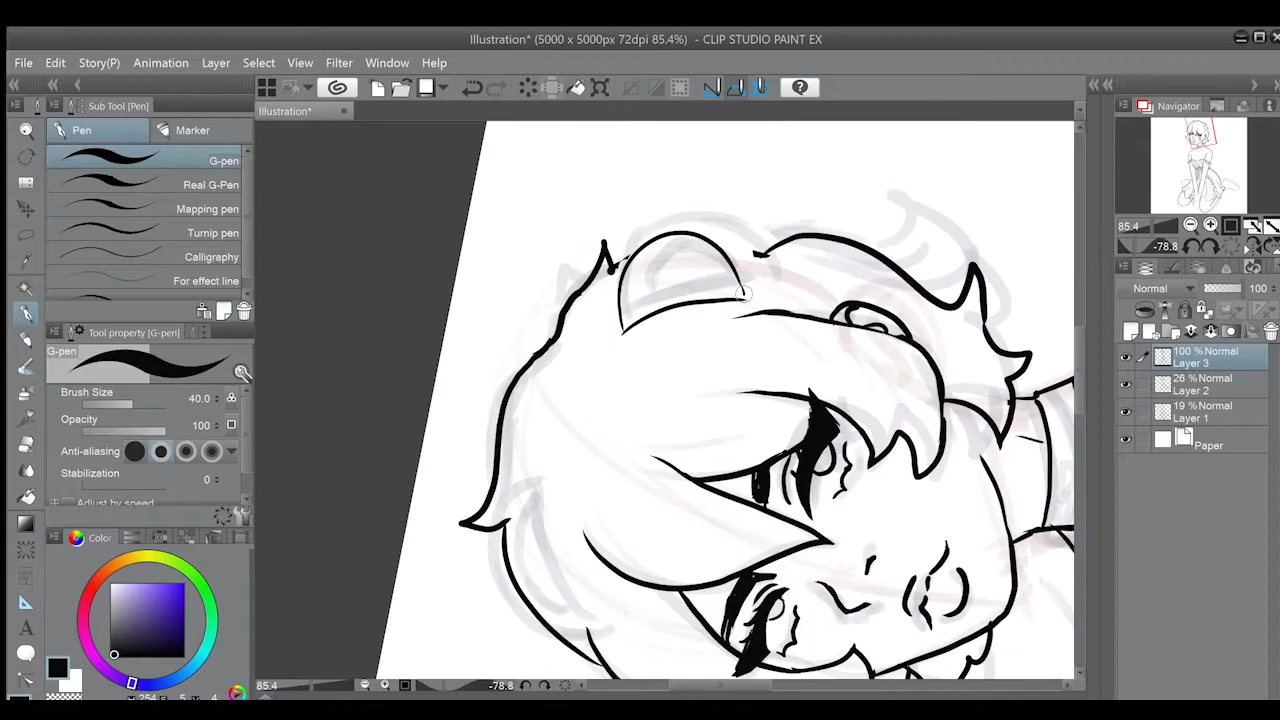 Illustration* (5000 x 5000px 72dpi 85.4%) - CLIP STUDIO PAINT EX
File Edit Story(P) Animation Layer Select View Filter Window Help
Sub Tool [Pen]
Illustration*
Navigator
Pen Marker
G-pen
Real G-Pen
Mapping pen
Turnip pen
Calligraphy
For effect line
Tool property [G-pen]
G-pen
Brush Size 40.0
Opacity 100
Anti-aliasing
Stabilization 0
Adjust by speed
Color
85.4
-78.8
Normal 100
100 %Normal
Layer 3
26 %Normal
Layer 2
19 %Normal
Layer 1
Paper
85.4 -78.8